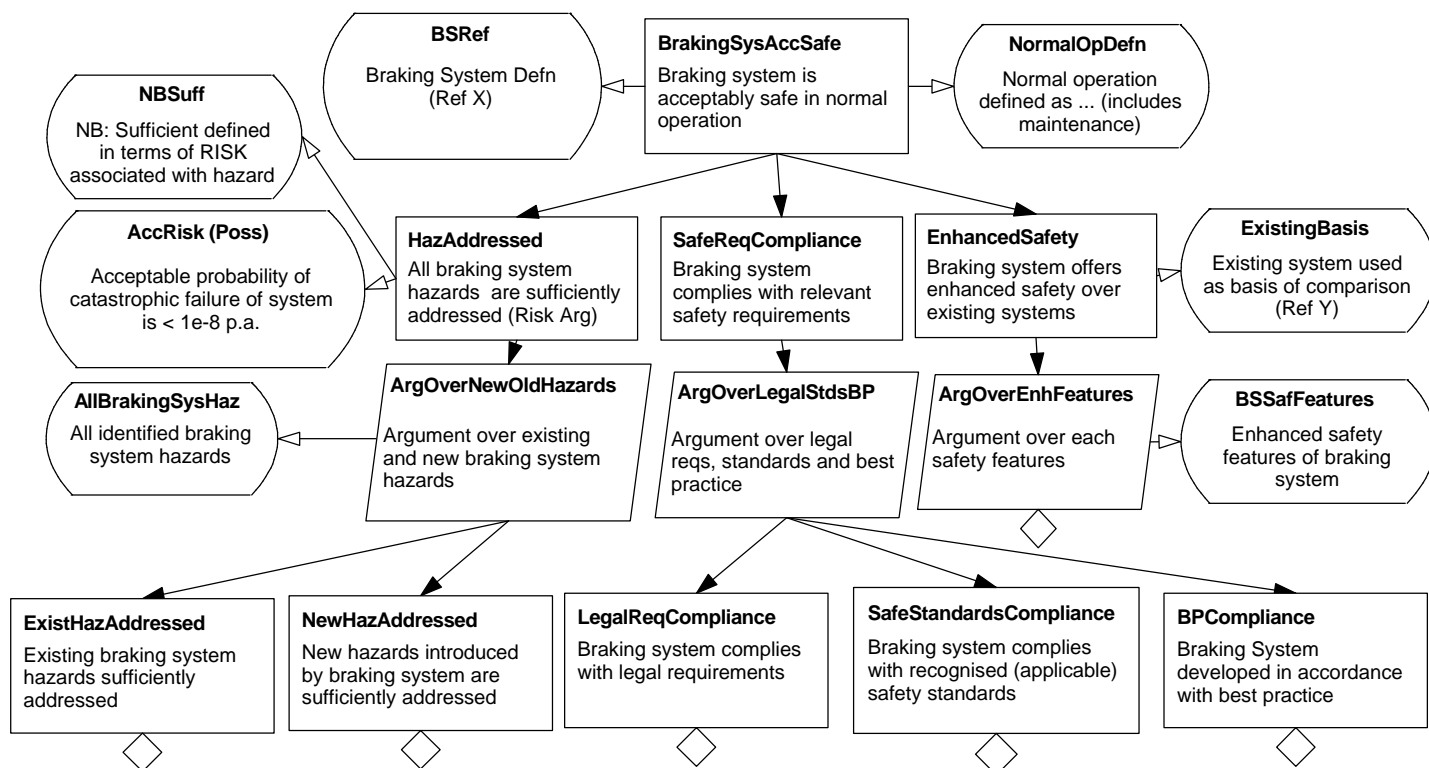 BSRef
Braking System Defn
(Ref X)
BrakingSysAccSafe
Braking system is
acceptably safe in normal
operation
NormalOpDefn
Normal operation
defined as ... (includes
maintenance)
NBSuff
NB: Sufficient defined
in terms of RISK
associated with hazard
AccRisk (Poss)
Acceptable probability of
catastrophic failure of system
is < 1e-8 p.a.
HazAddressed
All braking system
hazards  are sufficiently
addressed (Risk Arg)
SafeReqCompliance
Braking system
complies with relevant
safety requirements
EnhancedSafety
Braking system offers
enhanced safety over
existing systems
ExistingBasis
Existing system used
as basis of comparison
(Ref Y)
AllBrakingSysHaz
All identified braking
system hazards
ArgOverNewOldHazards
Argument over existing
and new braking system
hazards
ArgOverLegalStdsBP
Argument over legal
reqs, standards and best
practice
ArgOverEnhFeatures
Argument over each
safety features
BSSafFeatures
Enhanced safety
features of braking
system
ExistHazAddressed
Existing braking system
hazards sufficiently
addressed
NewHazAddressed
New hazards introduced
by braking system are
sufficiently addressed
LegalReqCompliance
Braking system complies
with legal requirements
SafeStandardsCompliance
Braking system complies
with recognised (applicable)
safety standards
BPCompliance
Braking System
developed in accordance
with best practice